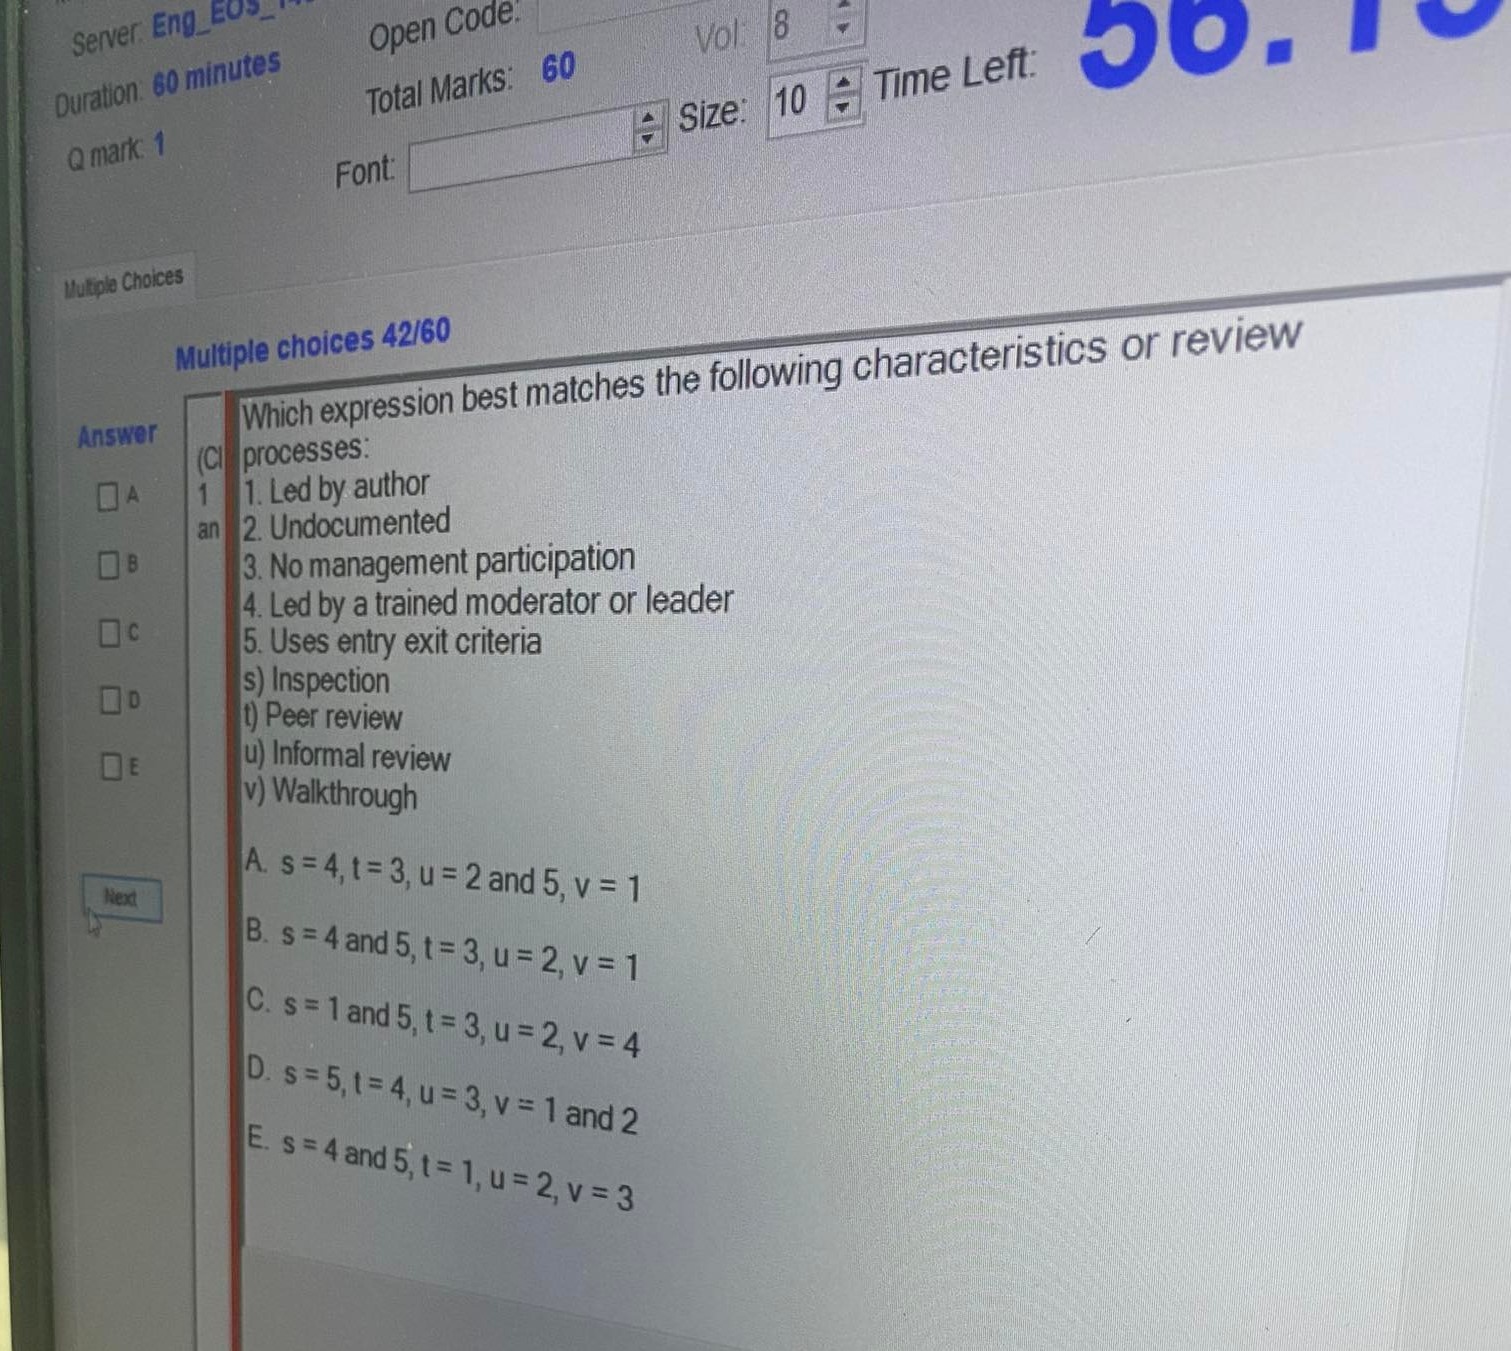 Server: Eng_EOS_
Open Code:
Vol: 8
Duration: 60 minutes
Total Marks: 60
Size: 10
Time Left:
Q mark: 1
Font:
Multiple Choices
Multiple choices 42/60
Answer
A
B
C
D
E
Next
(Cl
1
an
Which expression best matches the following characteristics or review
processes:
1. Led by author
2. Undocumented
3. No management participation
4. Led by a trained moderator or leader
5. Uses entry exit criteria
s) Inspection
t) Peer review
u) Informal review
v) Walkthrough
A. s = 4, t = 3, u = 2 and 5, v = 1
B. s = 4 and 5, t = 3, u = 2, v = 1
C. s = 1 and 5, t = 3, u = 2, v = 4
D. s = 5, t = 4, u = 3, v = 1 and 2
E. s = 4 and 5, t = 1, u = 2, v = 3